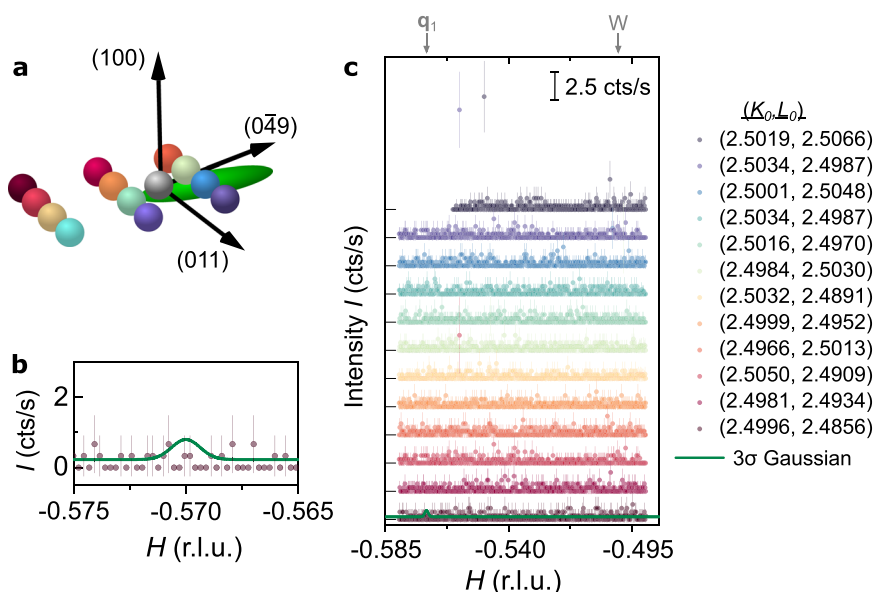 q₁ W
a
(100)
(04̅9)
(011)
c
2.5 cts/s
Intensity I (cts/s)
-0.585 -0.540 -0.495
H (r.l.u.)
b
I (cts/s)
2
0
-0.575 -0.570 -0.565
H (r.l.u.)
(K₀,L₀)
(2.5019, 2.5066)
(2.5034, 2.4987)
(2.5001, 2.5048)
(2.5034, 2.4987)
(2.5016, 2.4970)
(2.4984, 2.5030)
(2.5032, 2.4891)
(2.4999, 2.4952)
(2.4966, 2.5013)
(2.5050, 2.4909)
(2.4981, 2.4934)
(2.4996, 2.4856)
3σ Gaussian